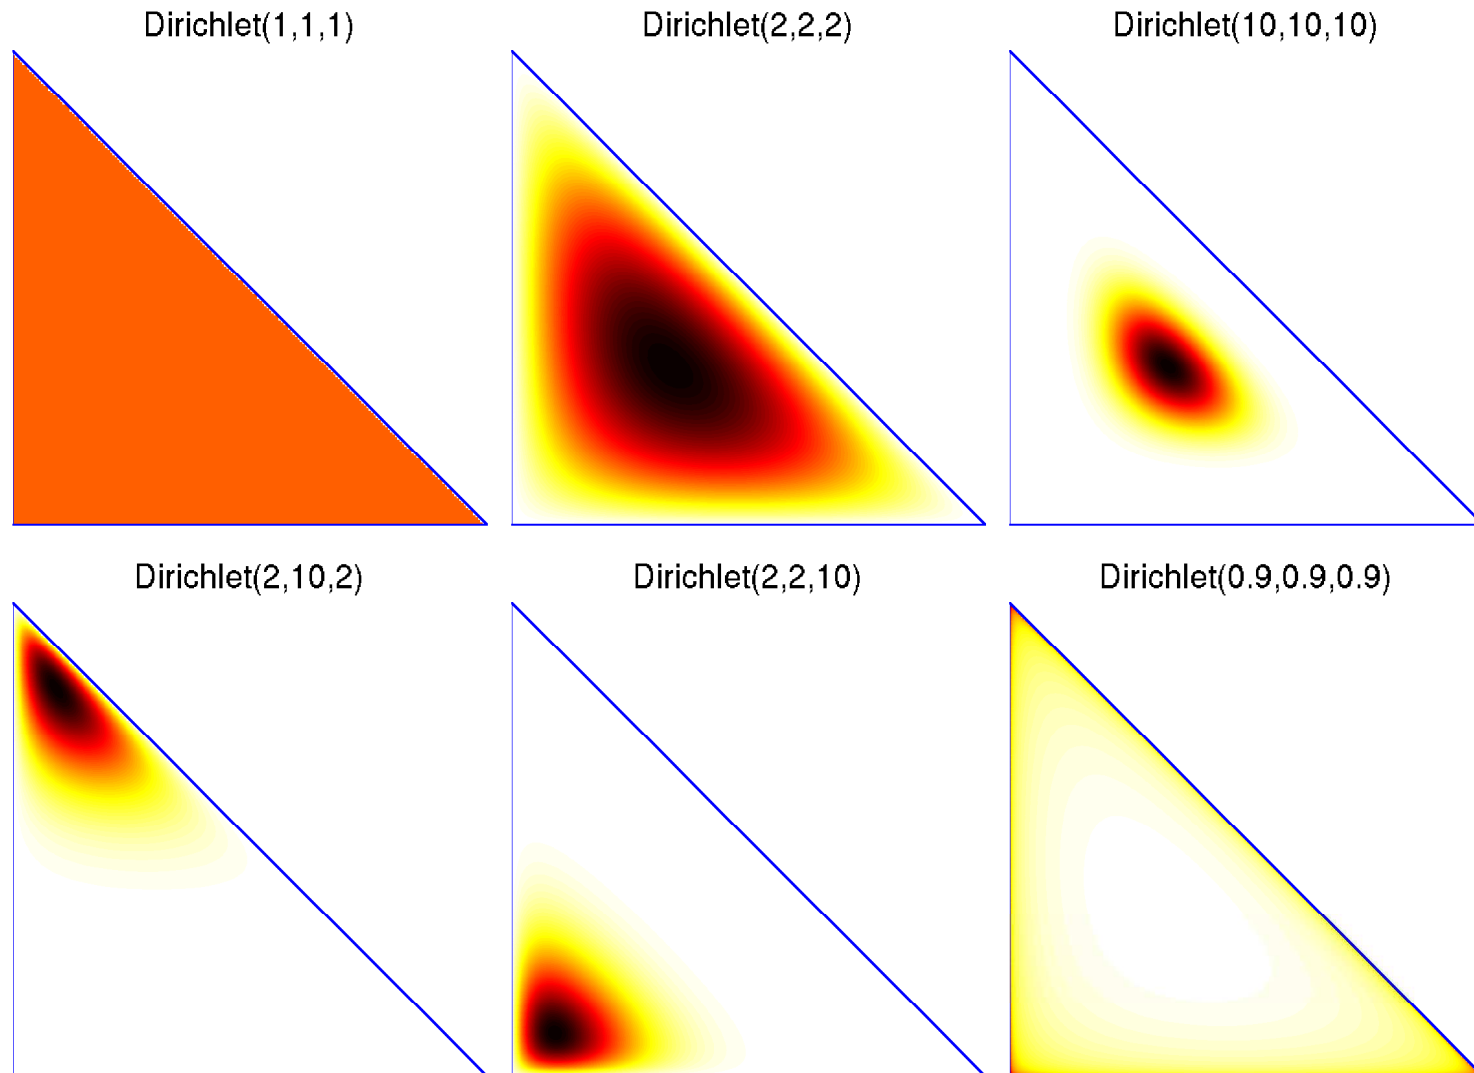 Dirichlet(1,1,1)
Dirichlet(2,2,2)
Dirichlet(10,10,10)
Dirichlet(2,10,2)
Dirichlet(2,2,10)
Dirichlet(0.9,0.9,0.9)